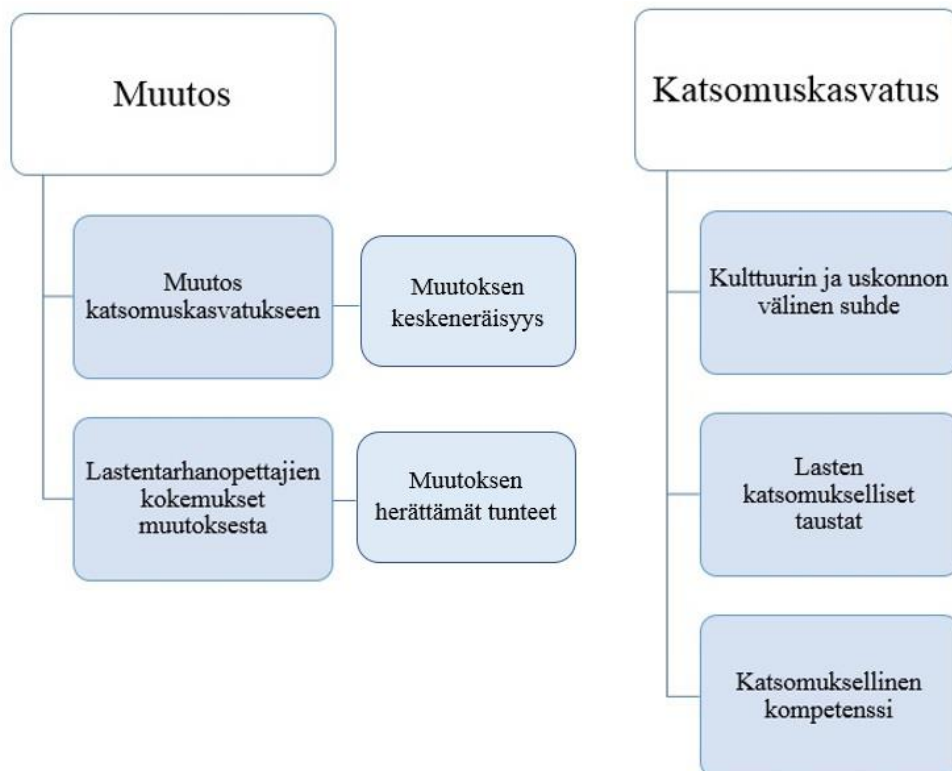 Muutos
Muutos
katsomuskasvatukseen
Muutoksen
keskeneräisyys
Lastentarhanopettajien
kokemukset
muutoksesta
Muutoksen
herättämät tunteet
Katsomuskasvatus
Kulttuurin ja uskonnon
välinen suhde
Lasten
katsomukselliset
taustat
Katsomuksellinen
kompetenssi